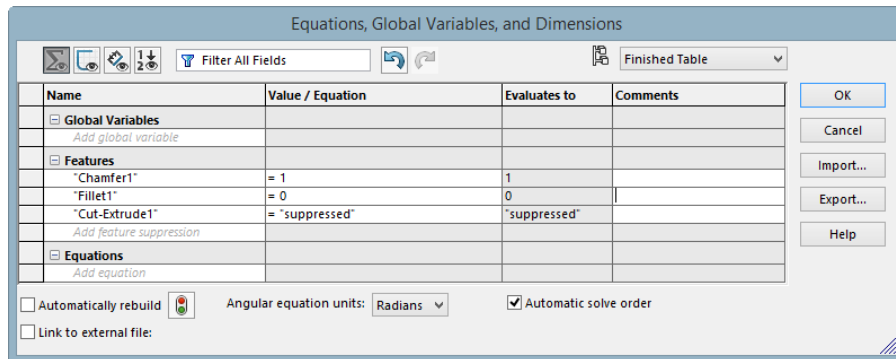 Equations, Global Variables, and Dimensions
Filter All Fields Finished Table
Name Value / Equation Evaluates to Comments OK
Global Variables
Add global variable Cancel
Features
"Chamfer1" = 1 1 Import...
"Fillet1" = 0 0 Export...
"Cut-Extrude1" = "suppressed" "suppressed"
Add feature suppression Help
Equations
Add equation
Automatically rebuild Angular equation units: Radians Automatic solve order
Link to external file: